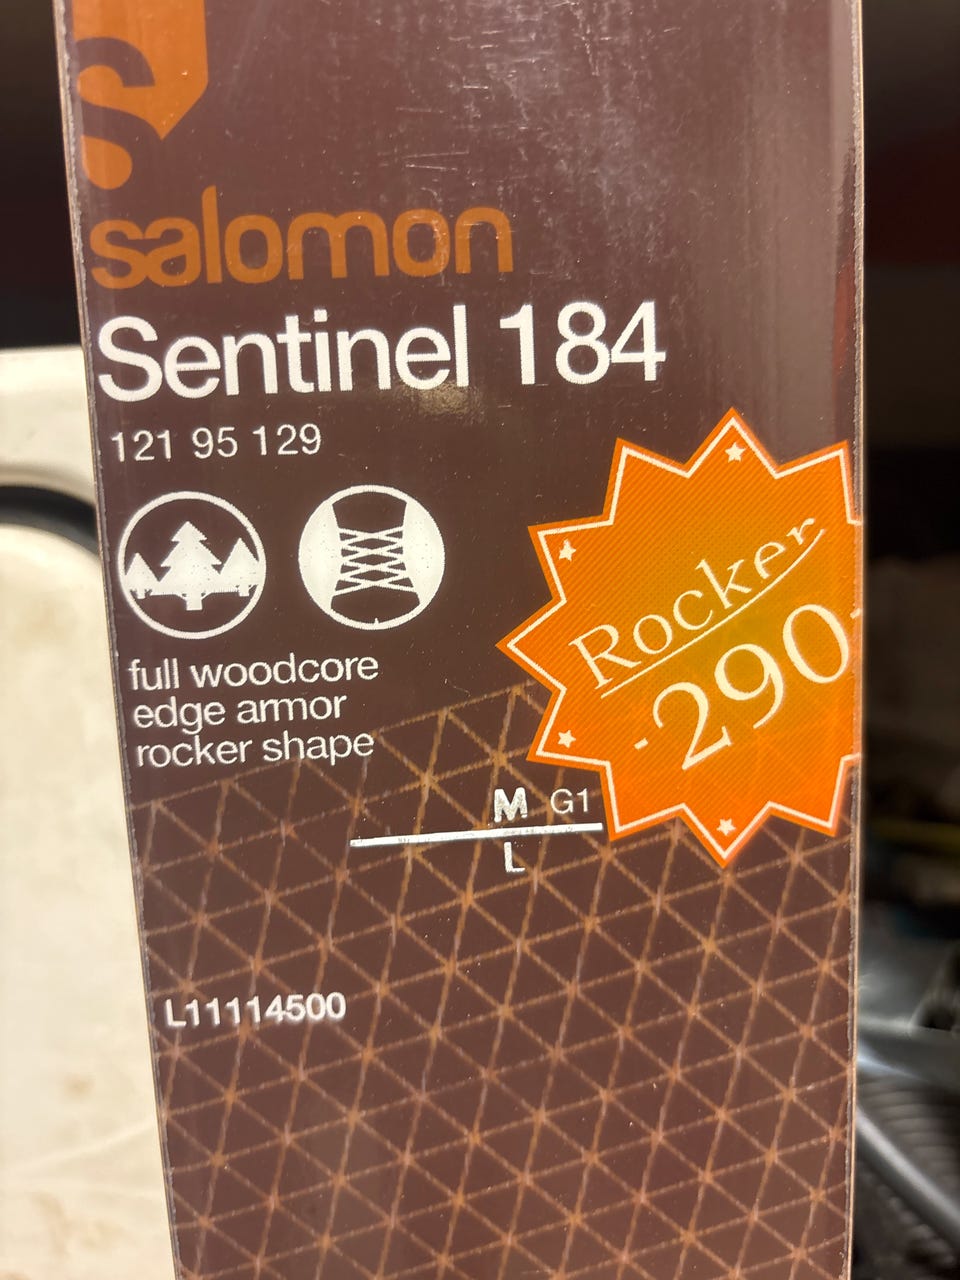 S
salomon
Sentinel 184
121 95 129
Rocker
-290-
full woodcore
edge armor
rocker shape
M G1
L
L11114500